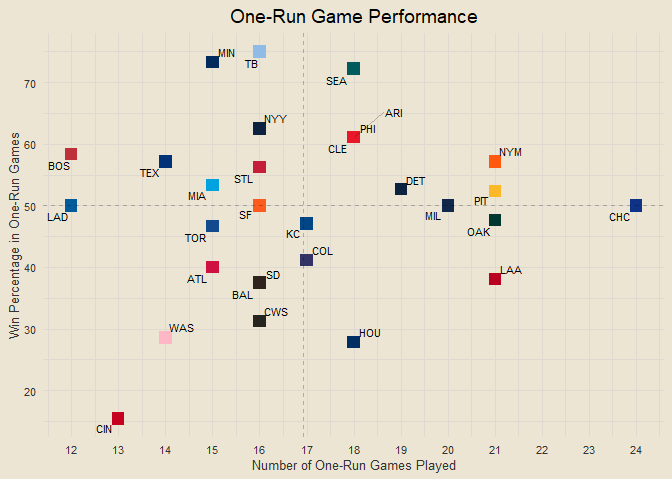 One-Run Game Performance
Win Percentage in One-Run Games
70
60
50
40
30
20
MIN
TB
SEA
ARI
NYY
PHI
CLE
BOS
NYM
TEX
STL
DET
MIA
PIT
LAD
SF
MIL
CHC
TOR
KC
OAK
COL
ATL
SD
LAA
BAL
CWS
WAS
HOU
CIN
12 13 14 15 16 17 18 19 20 21 22 23 24
Number of One-Run Games Played